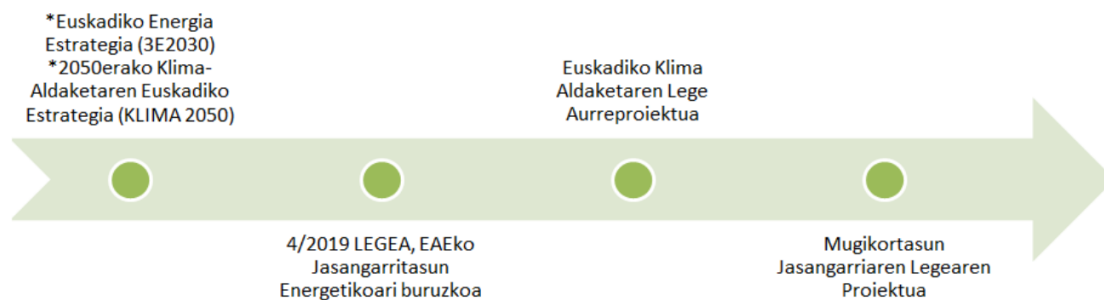 *Euskadiko Energia
Estrategia (3E2030)
*2050erako Klima-
Aldaketaren Euskadiko
Estrategia (KLIMA 2050)
4/2019 LEGEA, EAEko
Jasangarritasun
Energetikoari buruzkoa
Euskadiko Klima
Aldaketaren Lege
Aurreproiektua
Mugikortasun
Jasangarriaren Legearen
Proiektua